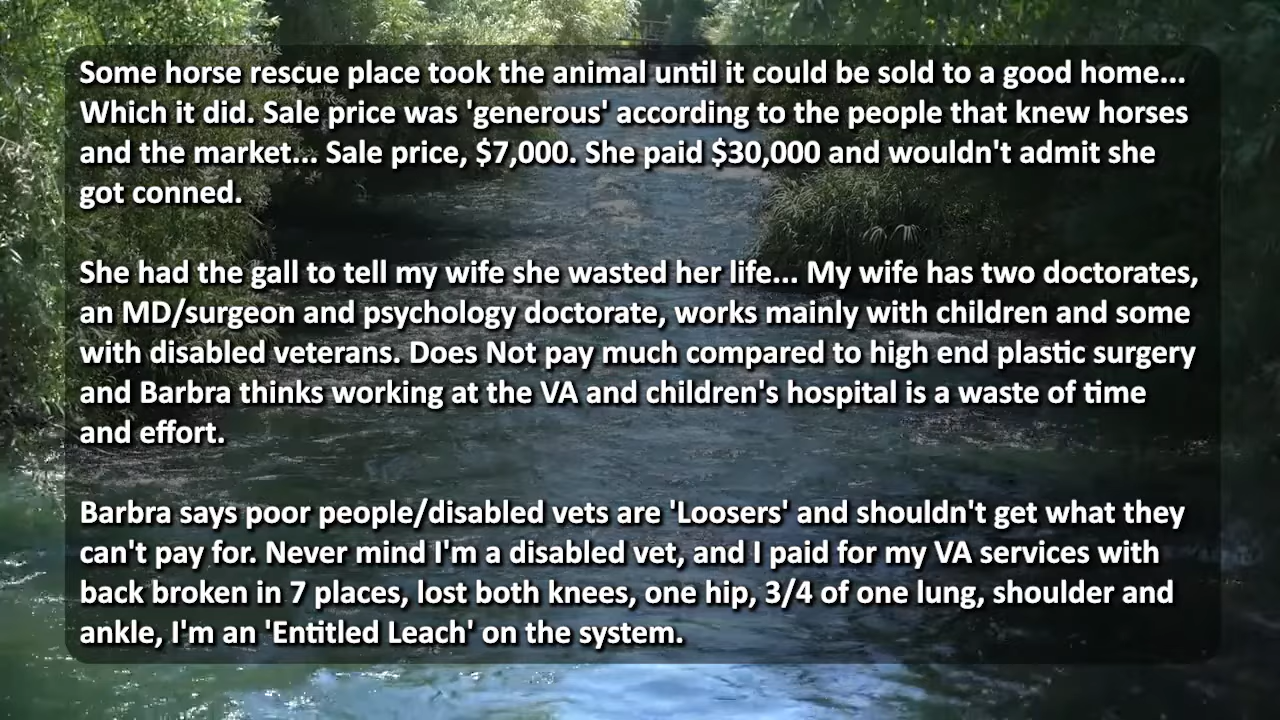 Some horse rescue place took the animal until it could be sold to a good home...
Which it did. Sale price was 'generous' according to the people that knew horses
and the market... Sale price, $7,000. She paid $30,000 and wouldn't admit she
got conned.
She had the gall to tell my wife she wasted her life... My wife has two doctorates,
an MD/surgeon and psychology doctorate, works mainly with children and some
with disabled veterans. Does Not pay much compared to high end plastic surgery
and Barbra thinks working at the VA and children's hospital is a waste of time
and effort.
Barbra says poor people/disabled vets are 'Loosers' and shouldn't get what they
can't pay for. Never mind I'm a disabled vet, and I paid for my VA services with
back broken in 7 places, lost both knees, one hip, 3/4 of one lung, shoulder and
ankle, I'm an 'Entitled Leach' on the system.